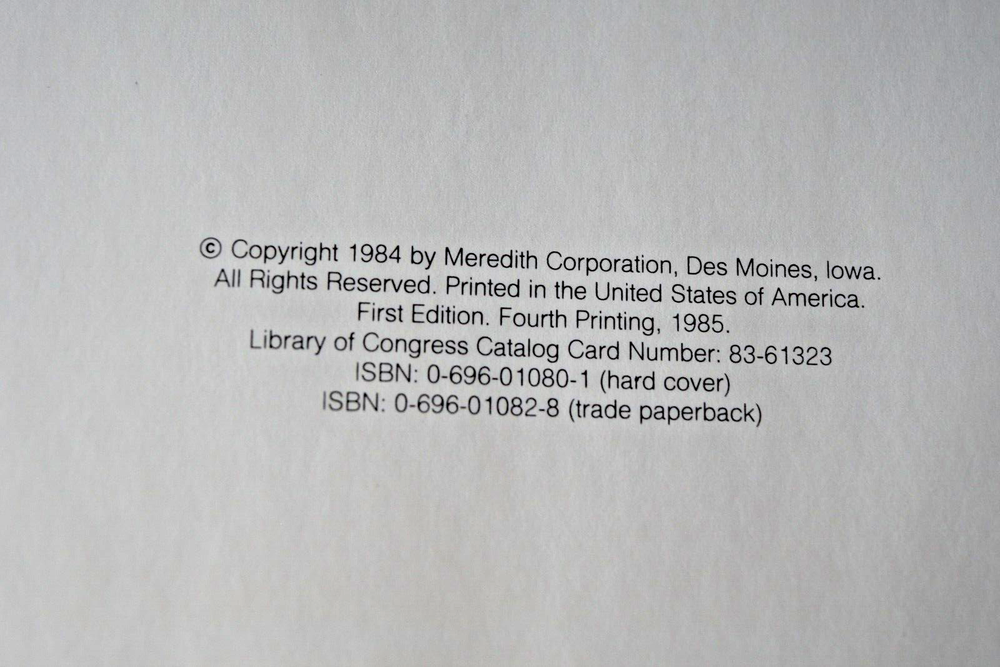 © Copyright 1984 by Meredith Corporation, Des Moines, Iowa.
All Rights Reserved. Printed in the United States of America.
First Edition. Fourth Printing, 1985.
Library of Congress Catalog Card Number: 83-61323
ISBN: 0-696-01080-1 (hard cover)
ISBN: 0-696-01082-8 (trade paperback)